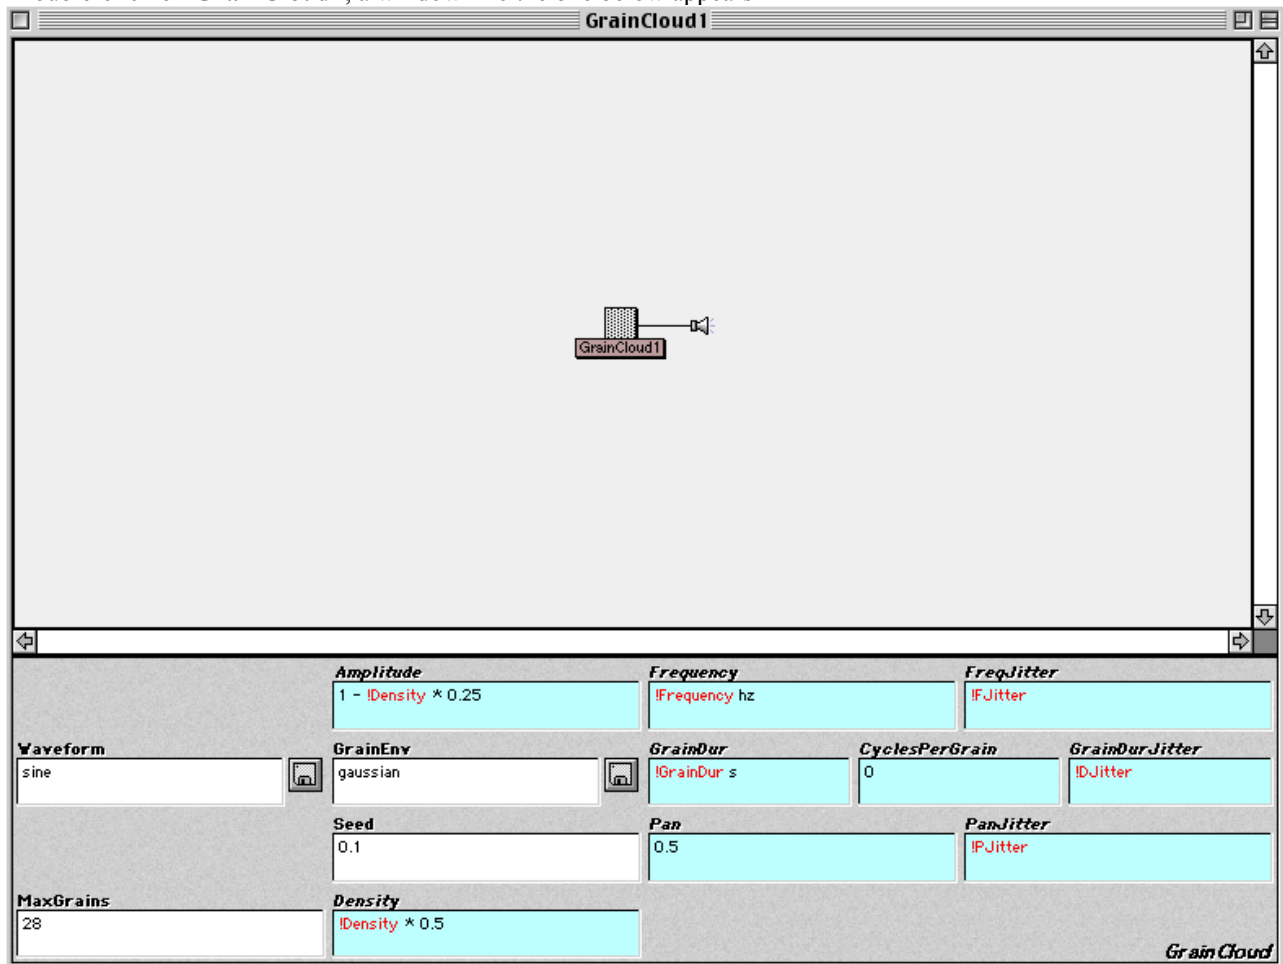 GrainCloud1
GrainCloud1
Amplitude
Frequency
FreqJitter
1 - !Density * 0.25
!Frequency hz
!FJitter
Waveform
GrainEnv
GrainDur
CyclesPerGrain
GrainDurJitter
sine
gaussian
!GrainDur s
0
!DJitter
Seed
Pan
PanJitter
0.1
0.5
!PJitter
MaxGrains
Density
28
!Density * 0.5
GrainCloud